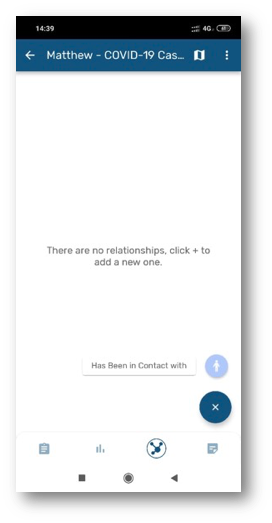 14:39
4G
Matthew - COVID-19 Cas...
There are no relationships, click + to
add a new one.
Has Been in Contact with